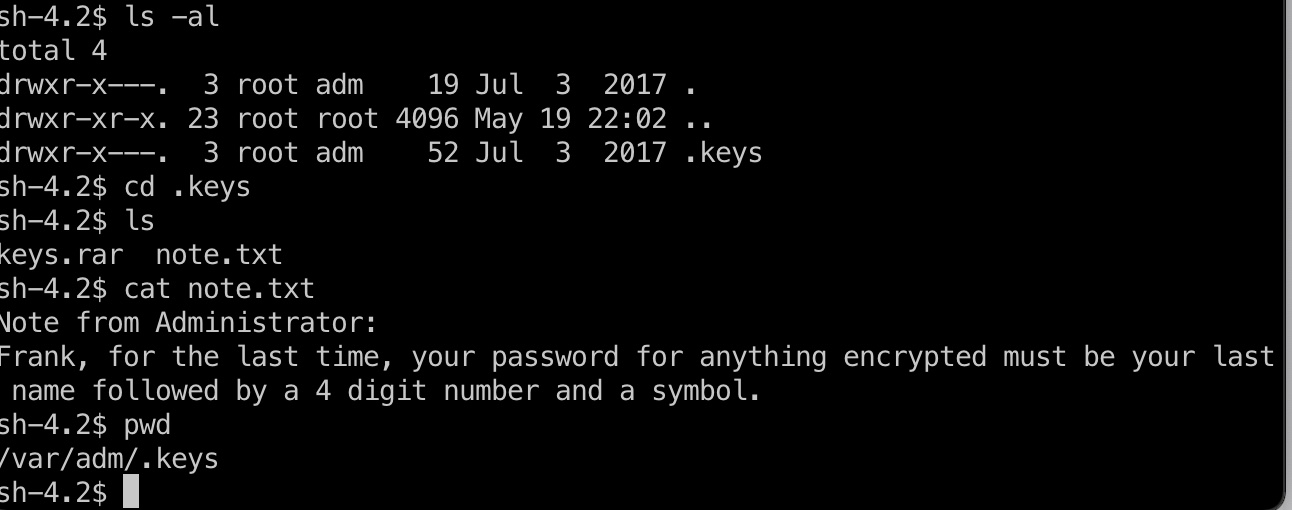 sh-4.2$ ls -al
total 4
drwxr-x---.  3 root adm    19 Jul  3  2017 .
drwxr-xr-x. 23 root root 4096 May 19 22:02 ..
drwxr-x---.  3 root adm    52 Jul  3  2017 .keys
sh-4.2$ cd .keys
sh-4.2$ ls
keys.rar  note.txt
sh-4.2$ cat note.txt
Note from Administrator:
Frank, for the last time, your password for anything encrypted must be your last
 name followed by a 4 digit number and a symbol.
sh-4.2$ pwd
/var/adm/.keys
sh-4.2$